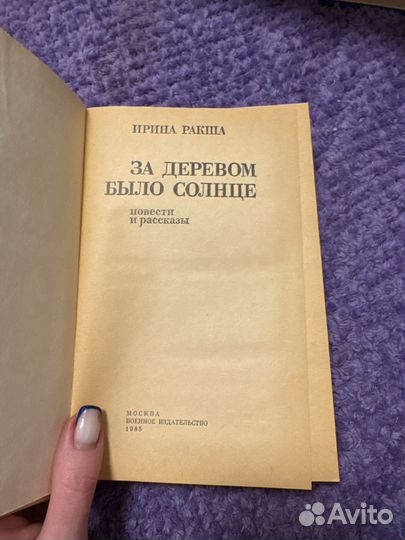 ИРИНА РАКША
ЗА ДЕРЕВОМ
БЫЛО СОЛНЦЕ
повести
и рассказы
МОСКВА
ВОЕННОЕ ИЗДАТЕЛЬСТВО
1985
Avito